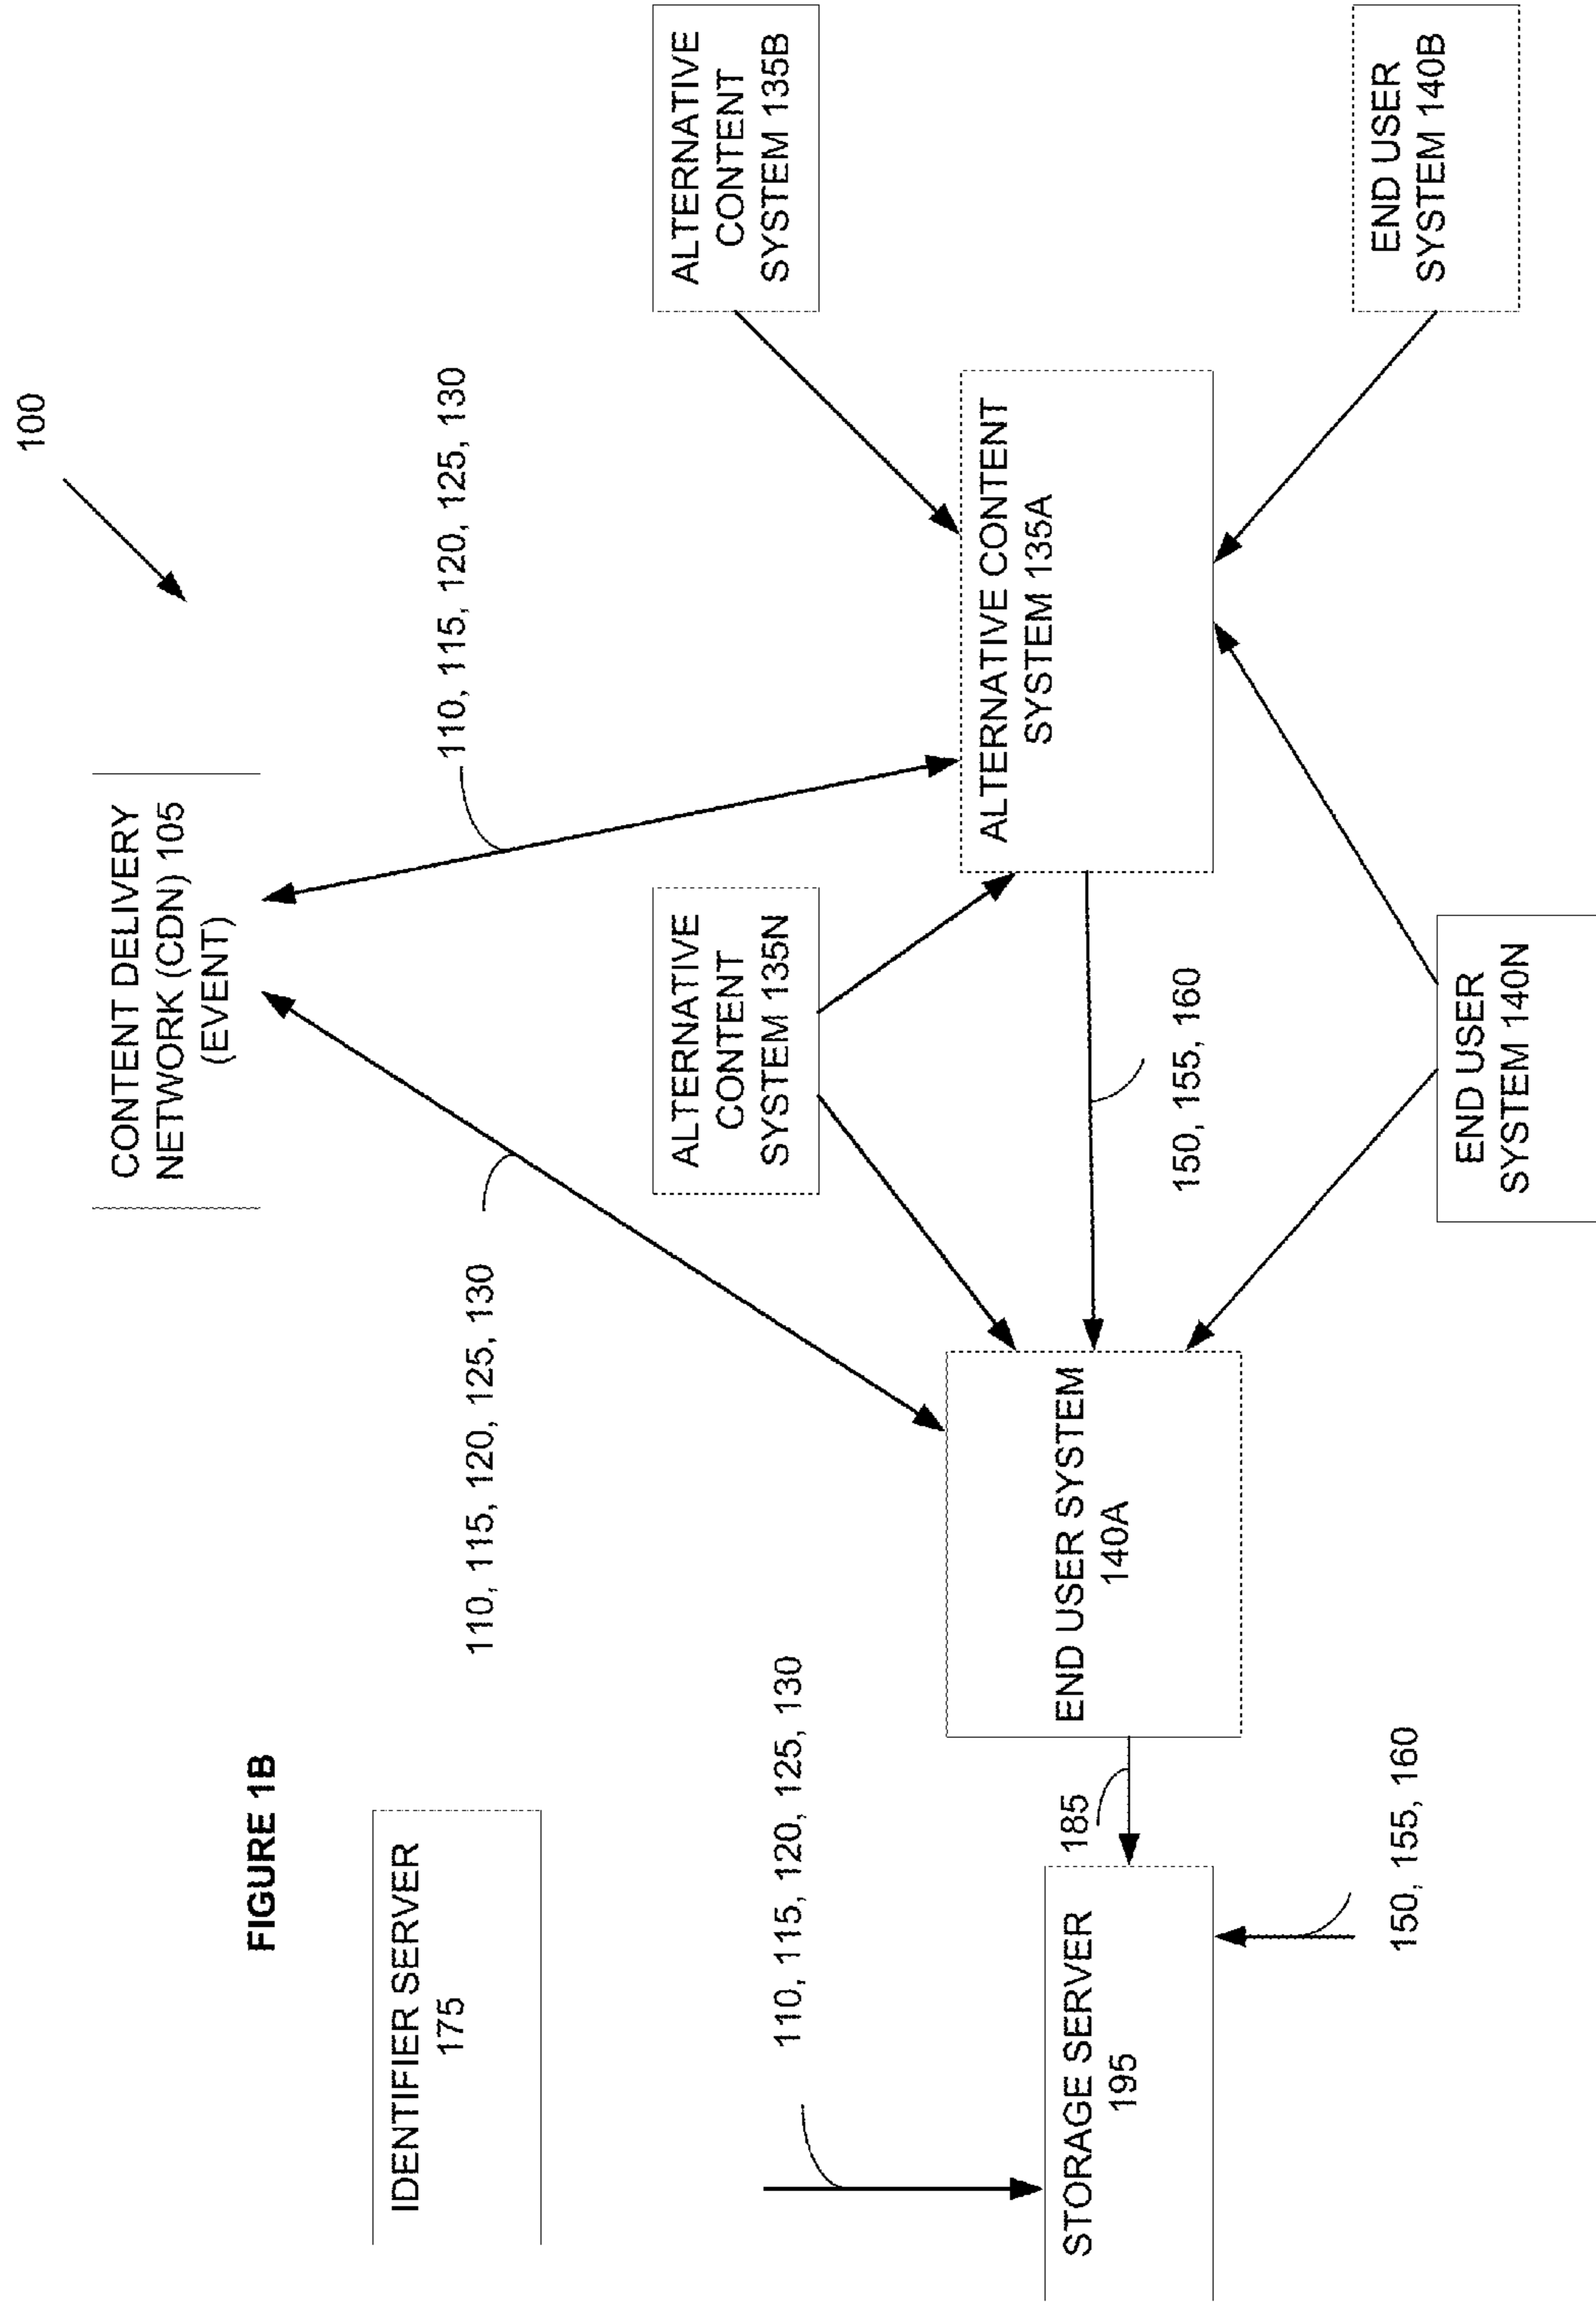 FIGURE 1B
100
CONTENT DELIVERY
NETWORK (CDN) 105
(EVENT)
IDENTIFIER SERVER
175
110, 115, 120, 125, 130
110, 115, 120, 125, 130
110, 115, 120, 125, 130
ALTERNATIVE
CONTENT
SYSTEM 135N
ALTERNATIVE
CONTENT
SYSTEM 135B
STORAGE SERVER
195
185
END USER SYSTEM
140A
150, 155, 160
ALTERNATIVE CONTENT
SYSTEM 135A
150, 155, 160
END USER
SYSTEM 140N
END USER
SYSTEM 140B